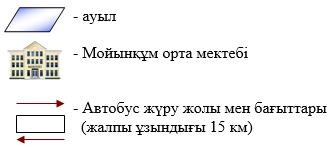 - ауыл
- Мойынқұм орта мектебі
- Автобус жүру жолы мен бағыттары
(жалпы ұзындығы 15 км)